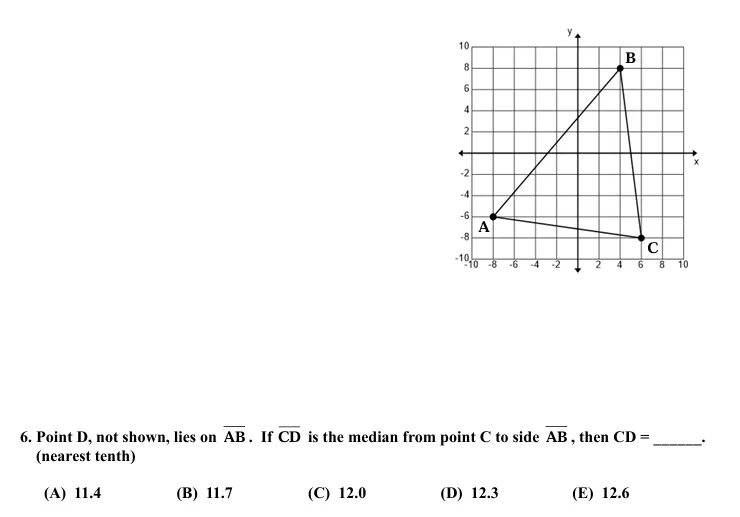 y
10
8
6
4
2
-2
-4
-6
-8
-10
-10 -8 -6 -4 -2 2 4 6 8 10
x
B
A
C
6. Point D, not shown, lies on AB. If CD is the median from point C to side AB, then CD = ______.
(nearest tenth)
(A) 11.4 (B) 11.7 (C) 12.0 (D) 12.3 (E) 12.6